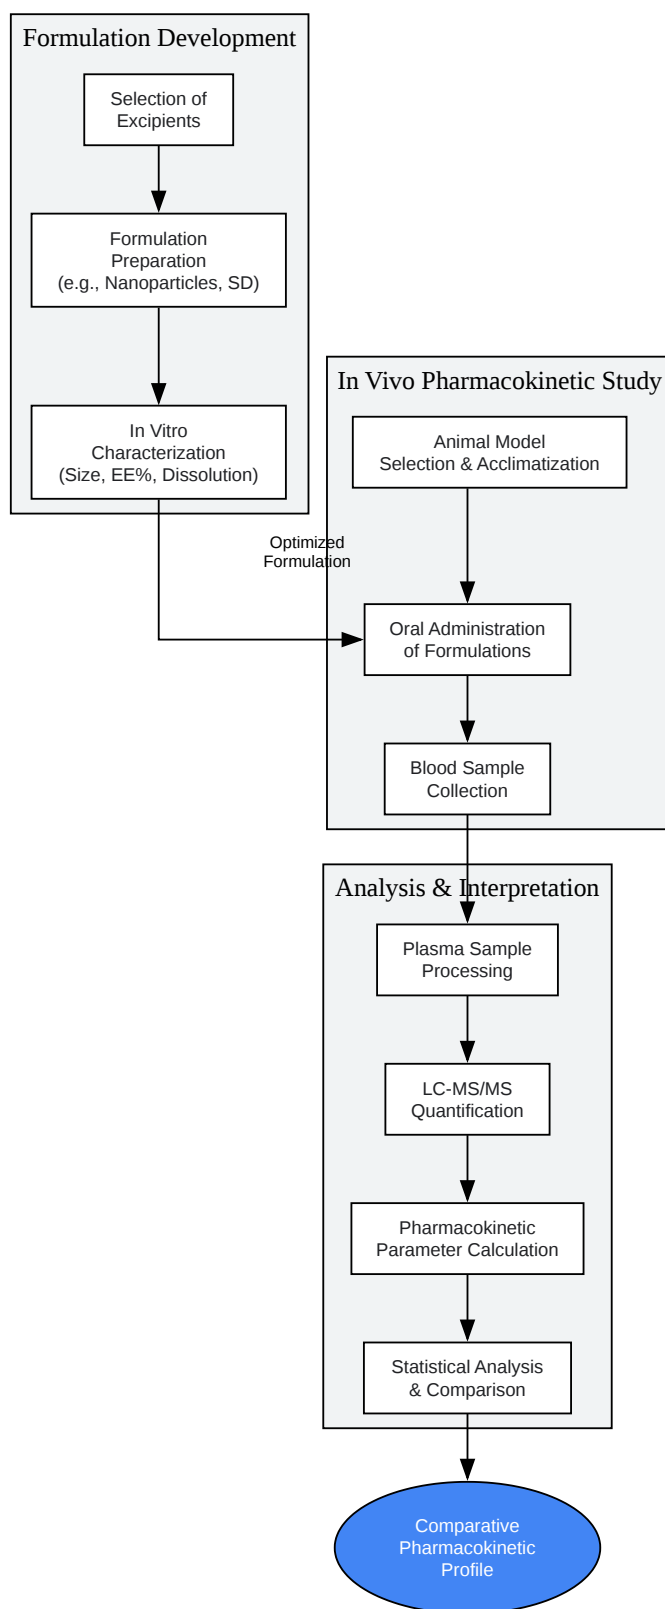 Formulation Development
Selection of
Excipients
Formulation
Preparation
(e.g., Nanoparticles, SD)
In Vitro
Characterization
(Size, EE%, Dissolution)
Optimized
Formulation
In Vivo Pharmacokinetic Study
Animal Model
Selection & Acclimatization
Oral Administration
of Formulations
Blood Sample
Collection
Analysis & Interpretation
Plasma Sample
Processing
LC-MS/MS
Quantification
Pharmacokinetic
Parameter Calculation
Statistical Analysis
& Comparison
Comparative
Pharmacokinetic
Profile